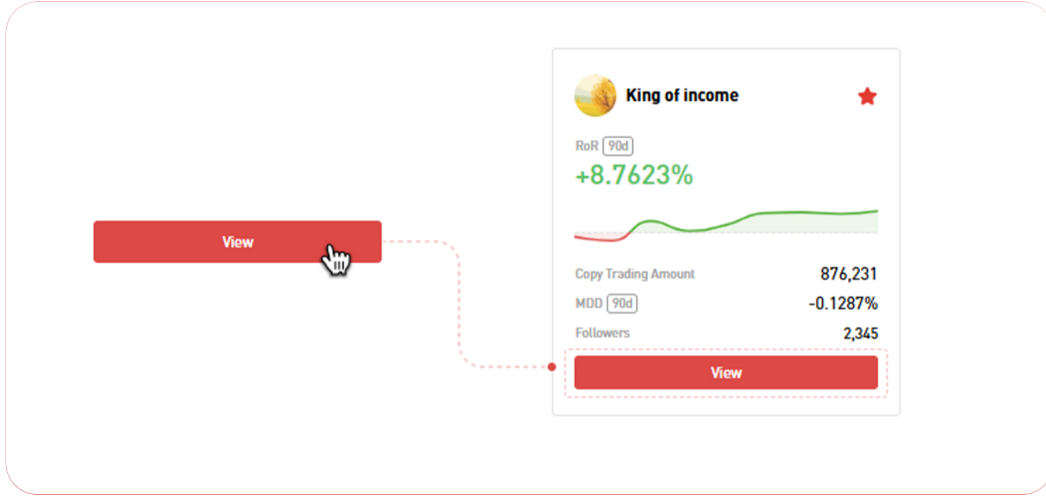 View
King of income
RoR 90d
+8.7623%
Copy Trading Amount 876,231
MDD 90d -0.1287%
Followers 2,345
View